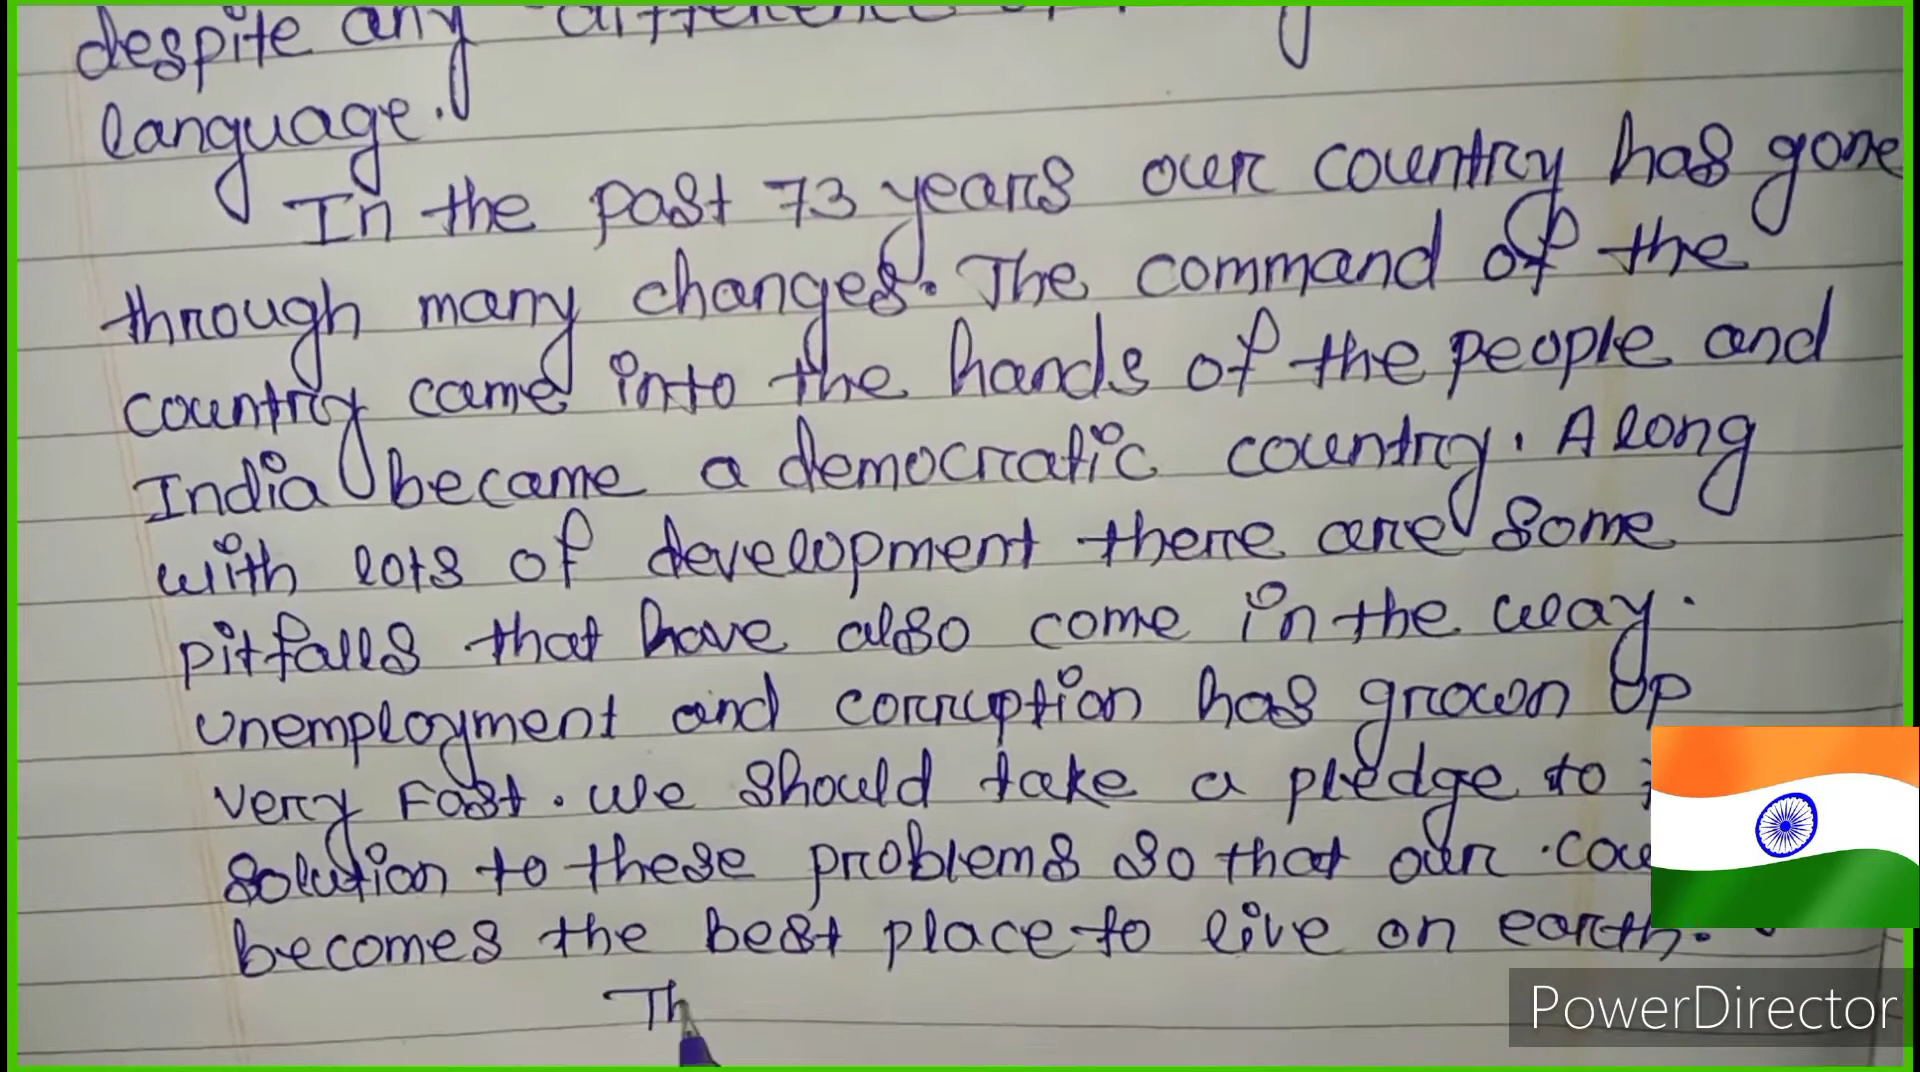 despite any difference of
language.
In the past 73 years our country has gone
through many changes. The command of the
country came into the hands of the people and
India became a democratic country. Along
with lots of development there are some
pitfalls that have also come in the way.
Unemployment and corruption has grown up
very Fast. We should take a pledge to
solution to these problems so that our cou
becomes the best place to live on earth.
Th
PowerDirector